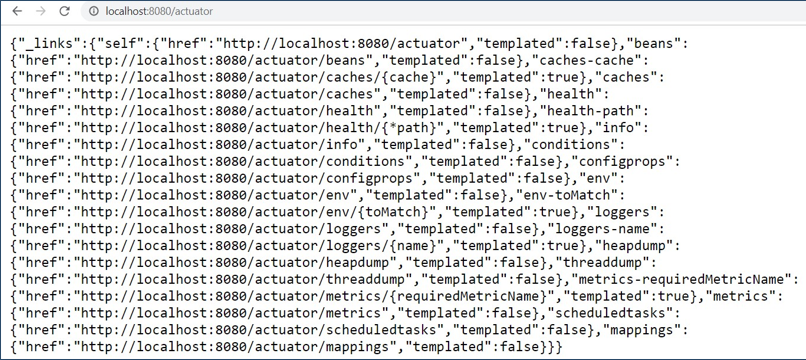 localhost:8080/actuator
{"_links":{"self":{"href":"http://localhost:8080/actuator","templated":false},"beans":
{"href":"http://localhost:8080/actuator/beans","templated":false},"caches-cache":
{"href":"http://localhost:8080/actuator/caches/{cache}","templated":true},"caches":
{"href":"http://localhost:8080/actuator/caches","templated":false},"health":
{"href":"http://localhost:8080/actuator/health","templated":false},"health-path":
{"href":"http://localhost:8080/actuator/health/{*path}","templated":true},"info":
{"href":"http://localhost:8080/actuator/info","templated":false},"conditions":
{"href":"http://localhost:8080/actuator/conditions","templated":false},"configprops":
{"href":"http://localhost:8080/actuator/configprops","templated":false},"env":
{"href":"http://localhost:8080/actuator/env","templated":false},"env-toMatch":
{"href":"http://localhost:8080/actuator/env/{toMatch}","templated":true},"loggers":
{"href":"http://localhost:8080/actuator/loggers","templated":false},"loggers-name":
{"href":"http://localhost:8080/actuator/loggers/{name}","templated":true},"heapdump":
{"href":"http://localhost:8080/actuator/heapdump","templated":false},"threaddump":
{"href":"http://localhost:8080/actuator/threaddump","templated":false},"metrics-requiredMetricName":
{"href":"http://localhost:8080/actuator/metrics/{requiredMetricName}","templated":true},"metrics":
{"href":"http://localhost:8080/actuator/metrics","templated":false},"scheduledtasks":
{"href":"http://localhost:8080/actuator/scheduledtasks","templated":false},"mappings":
{"href":"http://localhost:8080/actuator/mappings","templated":false}}}